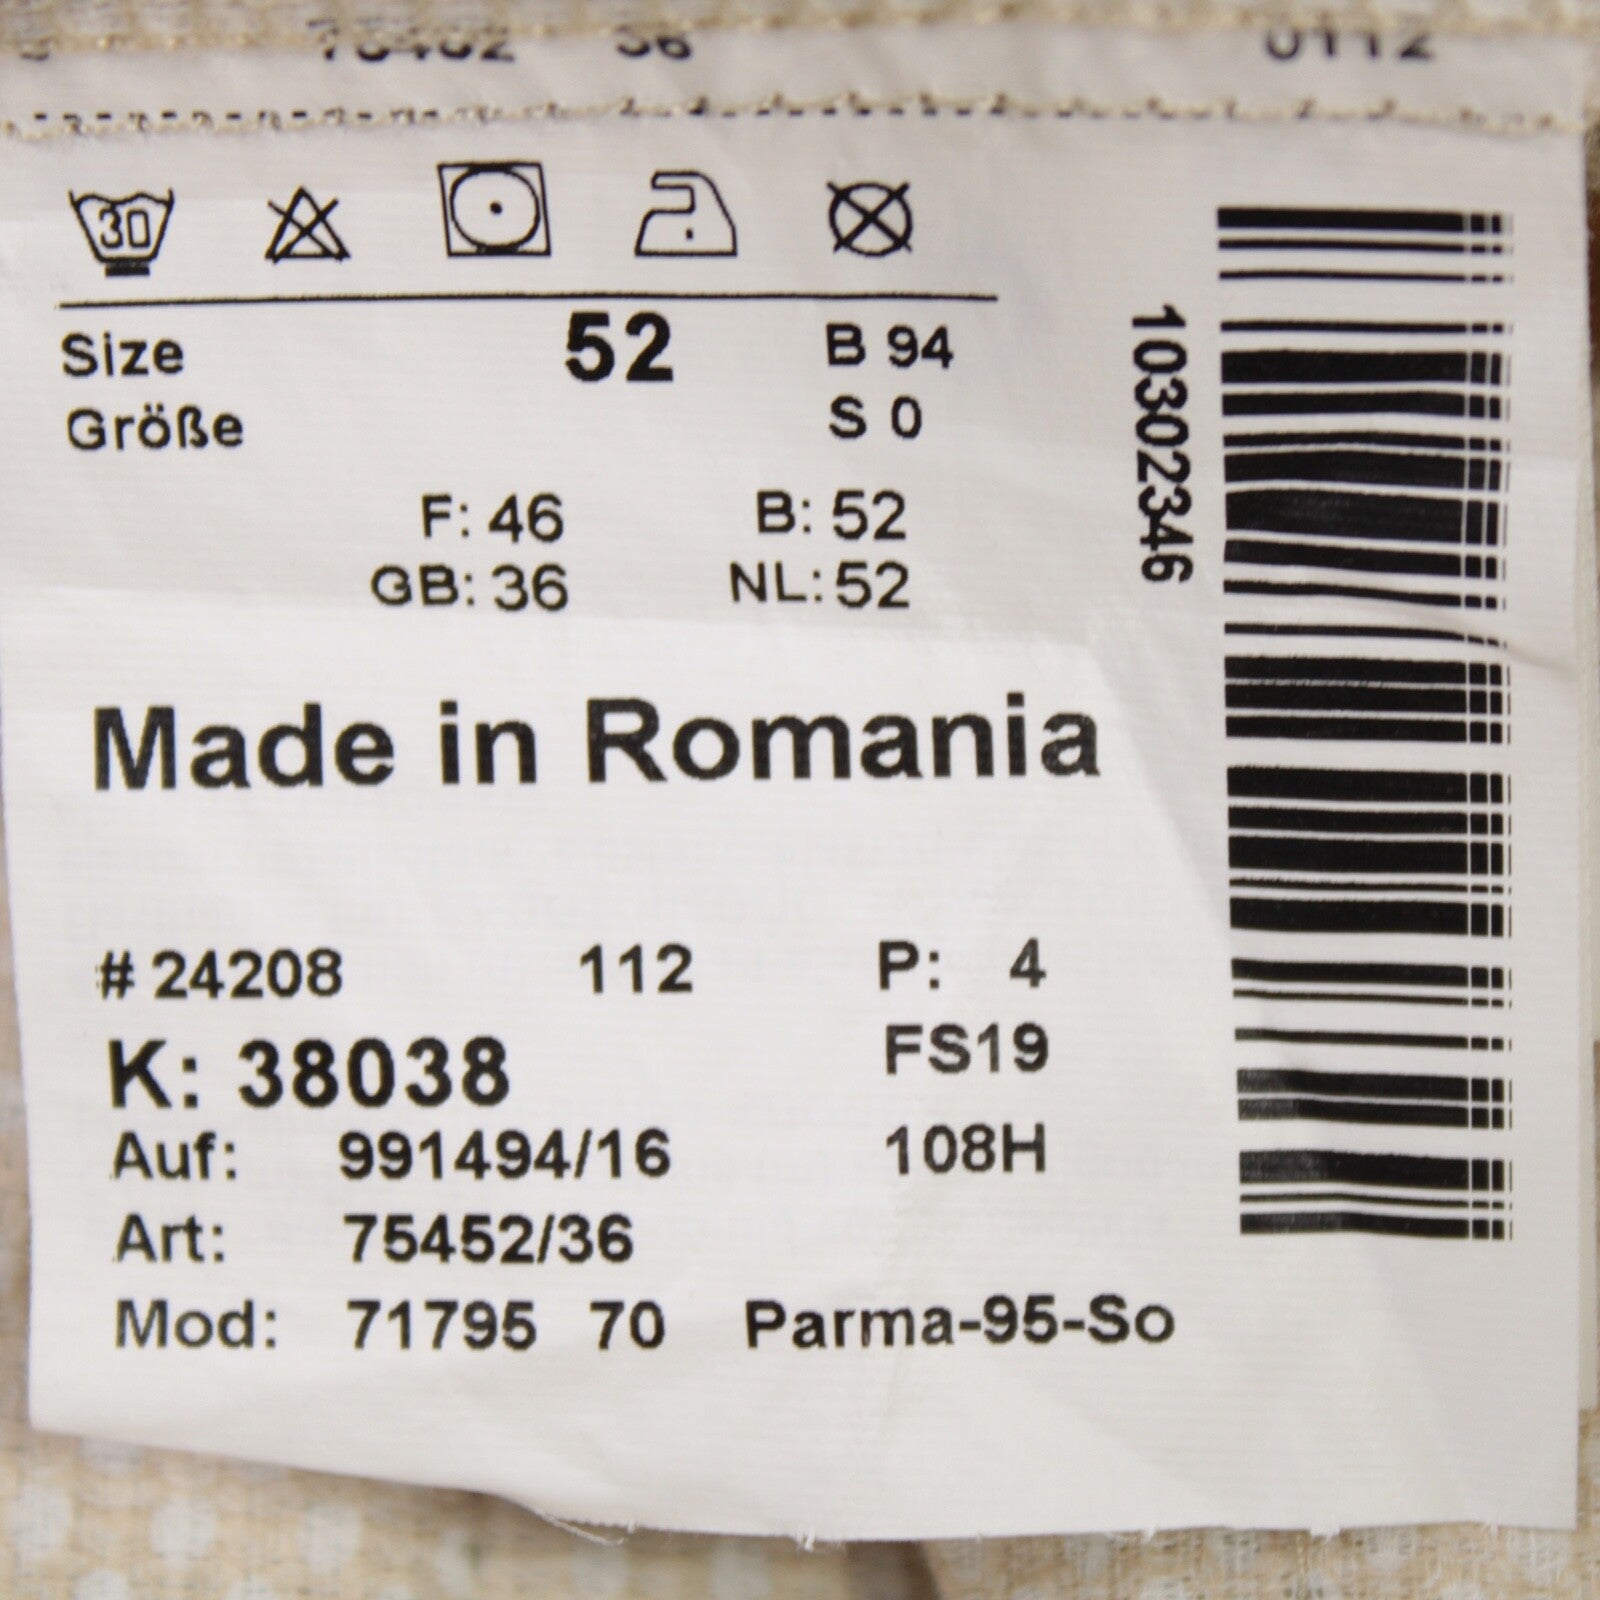 30
Size 52 B 94
Größe S 0
F: 46 B: 52
GB: 36 NL: 52
Made in Romania
# 24208 112 P: 4
K: 38038 FS19
Auf: 991494/16 108H
Art: 75452/36
Mod: 71795 70 Parma-95-So
10302346